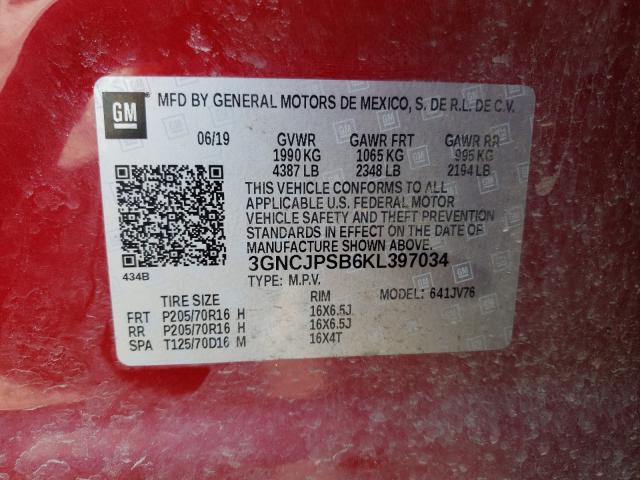 GM ® MFD BY GENERAL MOTORS DE MEXICO, S. DE R.L. DE C.V.
06/19 GVWR GAWR FRT GAWR RR
1990 KG 1065 KG 995 KG
4387 LB 2348 LB 2194 LB
THIS VEHICLE CONFORMS TO ALL
APPLICABLE U.S. FEDERAL MOTOR
VEHICLE SAFETY AND THEFT PREVENTION
STANDARDS IN EFFECT ON THE DATE
OF MANUFACTURE SHOWN ABOVE.
3GNCJPSB6KL397034
434B
TYPE: M.P.V.
TIRE SIZE RIM MODEL: 641JV76
FRT P205/70R16 H 16X6.5J
RR P205/70R16 H 16X6.5J
SPA T125/70D16 M 16X4T